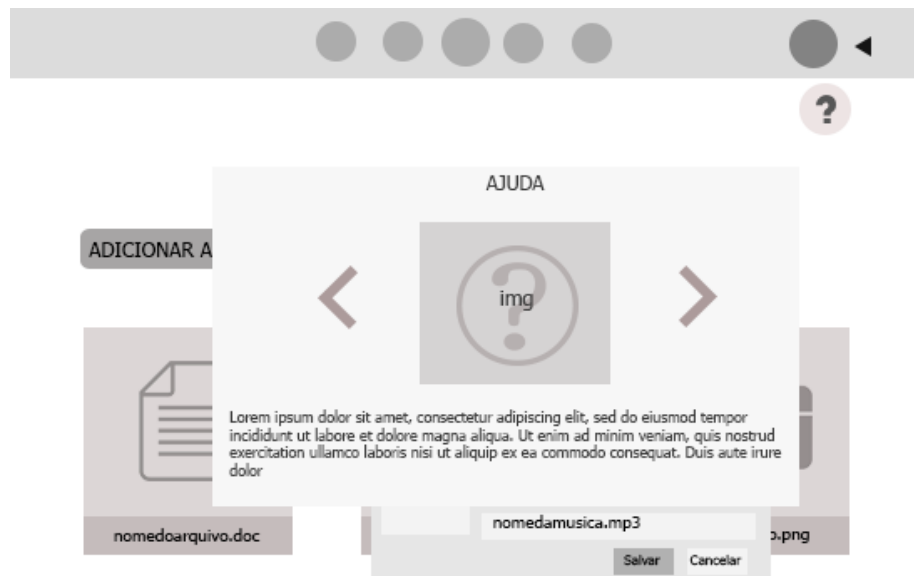 ?
AJUDA
ADICIONAR A
?
img
Lorem ipsum dolor sit amet, consectetur adipiscing elit, sed do eiusmod tempor
incididunt ut labore et dolore magna aliqua. Ut enim ad minim veniam, quis nostrud
exercitation ullamco laboris nisi ut aliquip ex ea commodo consequat. Duis aute irure
dolor
nomedamusica.mp3
nomedoarquivo.doc
o.png
Salvar
Cancelar